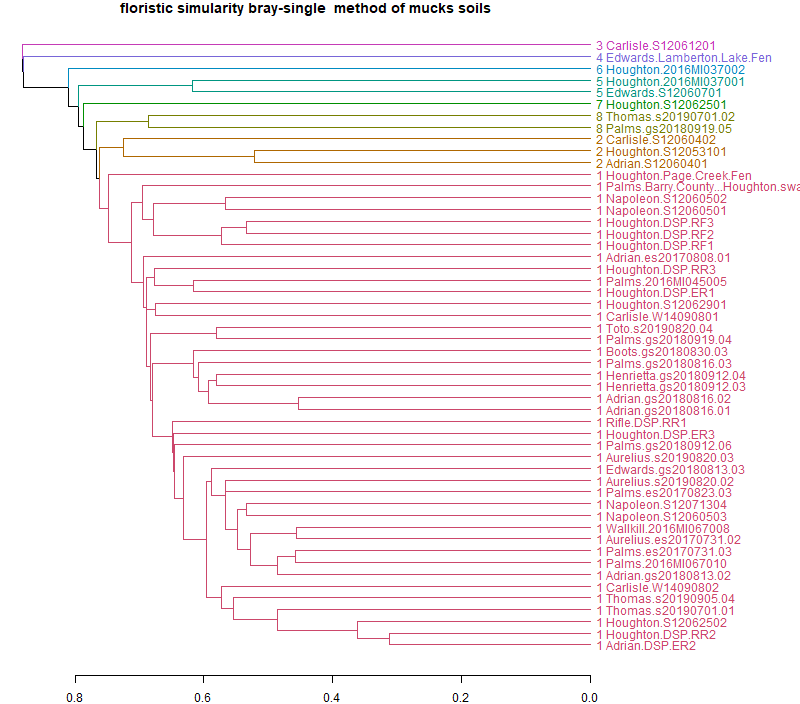 floristic simularity bray-single method of mucks soils
3 Carlisle.S12061201
4 Edwards.Lamberton.Lake.Fen
6 Houghton.2016MI037002
5 Houghton.2016MI037001
5 Edwards.S12060701
7 Houghton.S12062501
8 Thomas.s20190701.02
8 Palms.gs20180919.05
2 Carlisle.S12060402
2 Houghton.S12053101
2 Adrian.S12060401
1 Houghton.Page.Creek.Fen
1 Palms.Barry.County...Houghton.swa
1 Napoleon.S12060502
1 Napoleon.S12060501
1 Houghton.DSP.RF3
1 Houghton.DSP.RF2
1 Houghton.DSP.RF1
1 Adrian.es20170808.01
1 Houghton.DSP.RR3
1 Palms.2016MI045005
1 Houghton.DSP.ER1
1 Houghton.S12062901
1 Carlisle.W14090801
1 Toto.s20190820.04
1 Palms.gs20180919.04
1 Boots.gs20180830.03
1 Palms.gs20180816.03
1 Henrietta.gs20180912.04
1 Henrietta.gs20180912.03
1 Adrian.gs20180816.02
1 Adrian.gs20180816.01
1 Rifle.DSP.RR1
1 Houghton.DSP.ER3
1 Palms.gs20180912.06
1 Aurelius.s20190820.03
1 Edwards.gs20180813.03
1 Aurelius.s20190820.02
1 Palms.es20170823.03
1 Napoleon.S12071304
1 Napoleon.S12060503
1 Wallkill.2016MI067008
1 Aurelius.es20170731.02
1 Palms.es20170731.03
1 Palms.2016MI067010
1 Adrian.gs20180813.02
1 Carlisle.W14090802
1 Thomas.s20190905.04
1 Thomas.s20190701.01
1 Houghton.S12062502
1 Houghton.DSP.RR2
1 Adrian.DSP.ER2
0.8 0.6 0.4 0.2 0.0